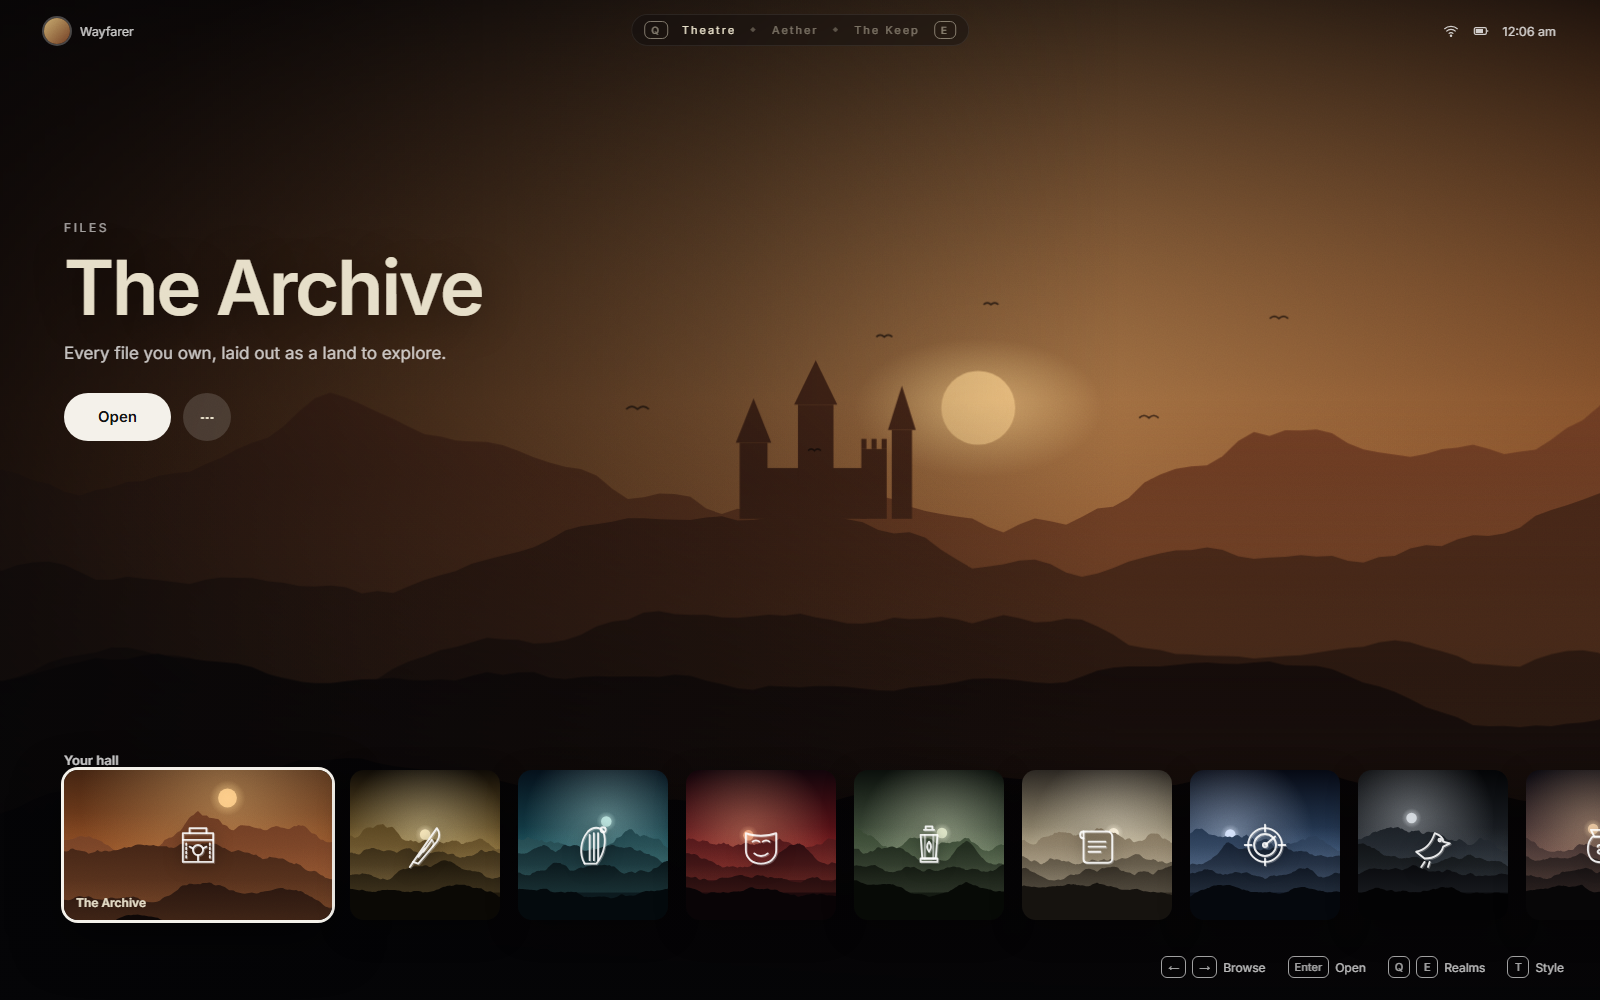 Wayfarer
Q Theatre Aether The Keep E
12:06 am
FILES
The Archive
Every file you own, laid out as a land to explore.
Open ---
Your hall
The Archive
← → Browse Enter Open Q E Realms T Style